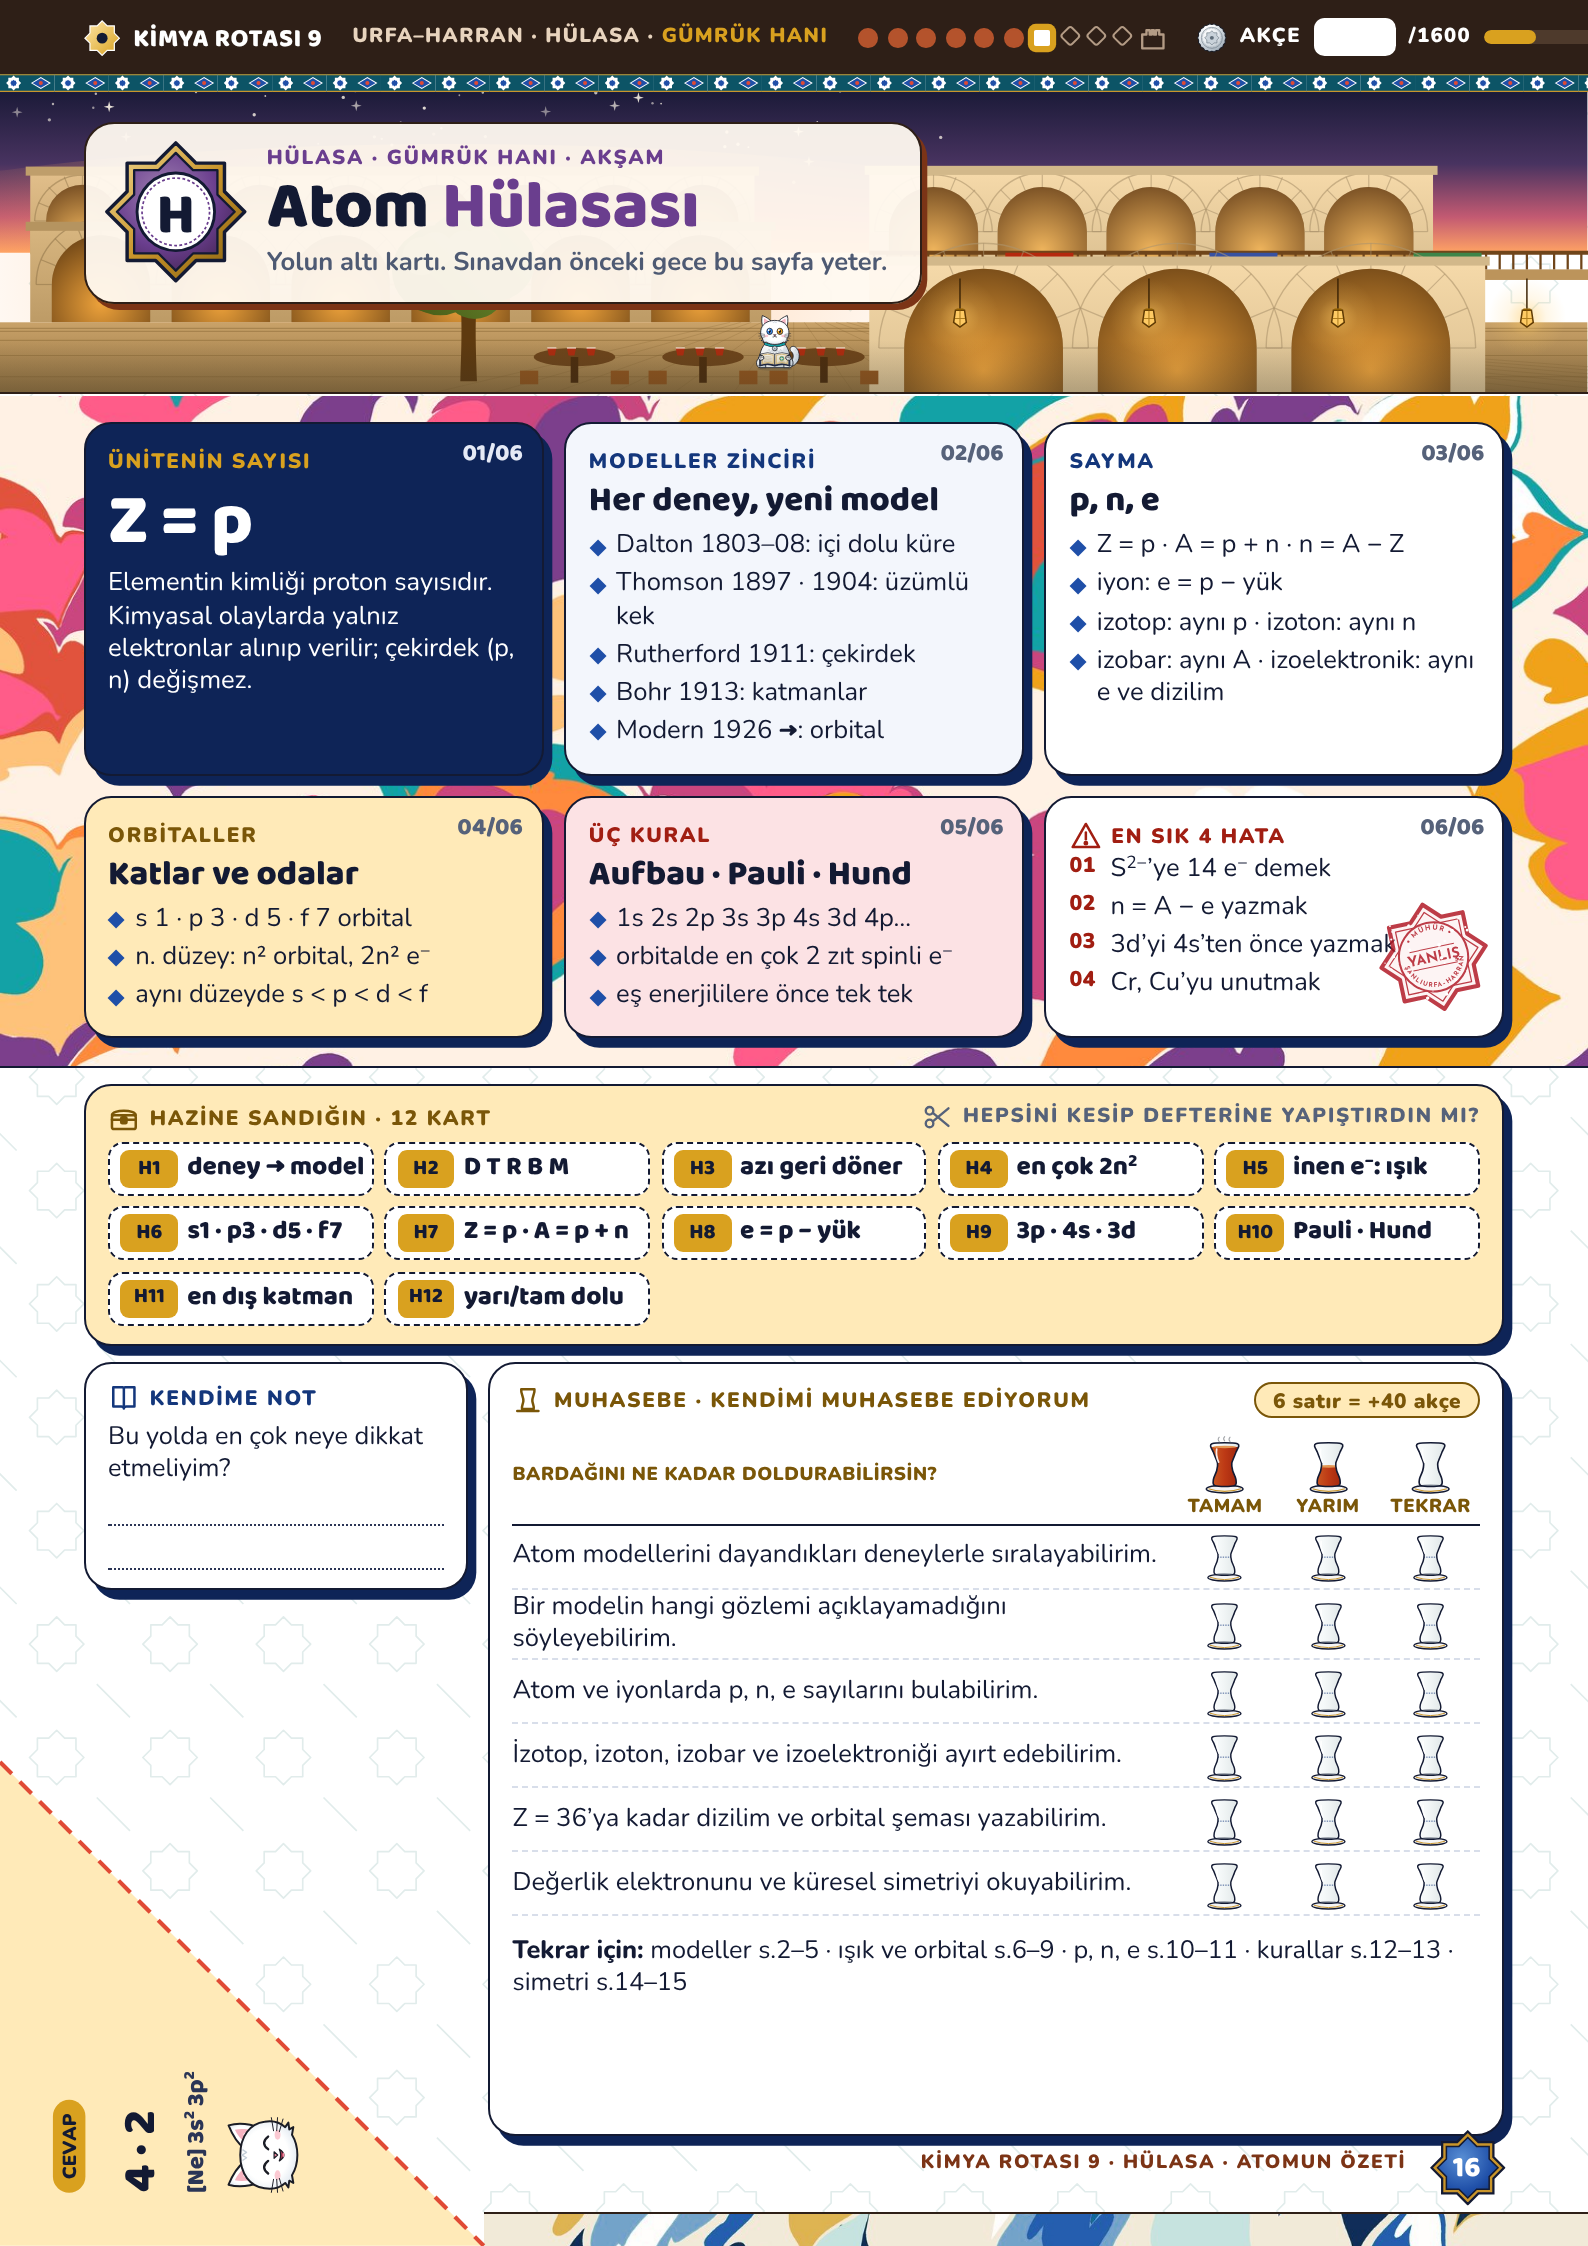 KİMYA ROTASI 9 URFA–HARRAN · HÜLASA · GÜMRÜK HANI AKÇE /1600
HÜLASA · GÜMRÜK HANI · AKŞAM
H
Atom Hülasası
Yolun altı kartı. Sınavdan önceki gece bu sayfa yeter.
ÜNİTENİN SAYISI 01/06
Z = p
Elementin kimliği proton sayısıdır.
Kimyasal olaylarda yalnız
elektronlar alınıp verilir; çekirdek (p,
n) değişmez.
MODELLER ZİNCİRİ 02/06
Her deney, yeni model
Dalton 1803–08: içi dolu küre
Thomson 1897 · 1904: üzümlü
kek
Rutherford 1911: çekirdek
Bohr 1913: katmanlar
Modern 1926 ➜: orbital
SAYMA 03/06
p, n, e
Z = p · A = p + n · n = A − Z
iyon: e = p − yük
izotop: aynı p · izoton: aynı n
izobar: aynı A · izoelektronik: aynı
e ve dizilim
ORBİTALLER 04/06
Katlar ve odalar
s 1 · p 3 · d 5 · f 7 orbital
n. düzey: n² orbital, 2n² e⁻
aynı düzeyde s < p < d < f
ÜÇ KURAL 05/06
Aufbau · Pauli · Hund
1s 2s 2p 3s 3p 4s 3d 4p…
orbitalde en çok 2 zıt spinli e⁻
eş enerjililere önce tek tek
EN SIK 4 HATA 06/06
01 S²⁻’ye 14 e⁻ demek
02 n = A − e yazmak
03 3d’yi 4s’ten önce yazmak
04 Cr, Cu’yu unutmak
MÜHÜR
YANLIŞ
ŞANLIURFA-HARRAN
HAZİNE SANDIĞIN · 12 KART HEPSİNİ KESİP DEFTERİNE YAPIŞTIRDIN MI?
H1 deney → model H2 D T R B M H3 azı geri döner H4 en çok 2n² H5 inen e⁻: ışık
H6 s1 · p3 · d5 · f7 H7 Z = p · A = p + n H8 e = p − yük H9 3p · 4s · 3d H10 Pauli · Hund
H11 en dış katman H12 yarı/tam dolu
KENDİME NOT
Bu yolda en çok neye dikkat
etmeliyim?
MUHASEBE · KENDİMİ MUHASEBE EDİYORUM 6 satır = +40 akçe
BARDAĞINI NE KADAR DOLDURABİLİRSİN? TAMAM YARIM TEKRAR
Atom modellerini dayandıkları deneylerle sıralayabilirim.
Bir modelin hangi gözlemi açıklayamadığını
söyleyebilirim.
Atom ve iyonlarda p, n, e sayılarını bulabilirim.
İzotop, izoton, izobar ve izoelektroniği ayırt edebilirim.
Z = 36’ya kadar dizilim ve orbital şeması yazabilirim.
Değerlik elektronunu ve küresel simetriyi okuyabilirim.
Tekrar için: modeller s.2–5 · ışık ve orbital s.6–9 · p, n, e s.10–11 · kurallar s.12–13 ·
simetri s.14–15
CEVAP
4 · 2
[Ne] 3s² 3p²
KİMYA ROTASI 9 · HÜLASA · ATOMUN ÖZETİ 16